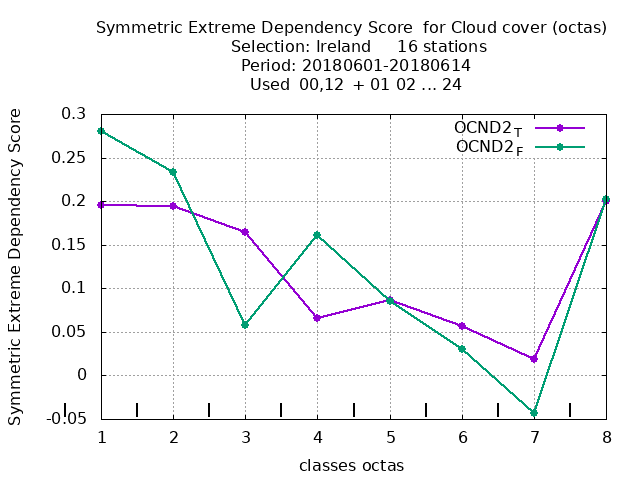 Symmetric Extreme Dependency Score  for Cloud cover (octas)
Selection: Ireland     16 stations
Period: 20180601-20180614
Used  00,12  + 01 02 ... 24
OCND2_T
OCND2_F
Symmetric Extreme Dependency Score
0.3
0.25
0.2
0.15
0.1
0.05
0
-0.05
1 2 3 4 5 6 7 8
classes octas